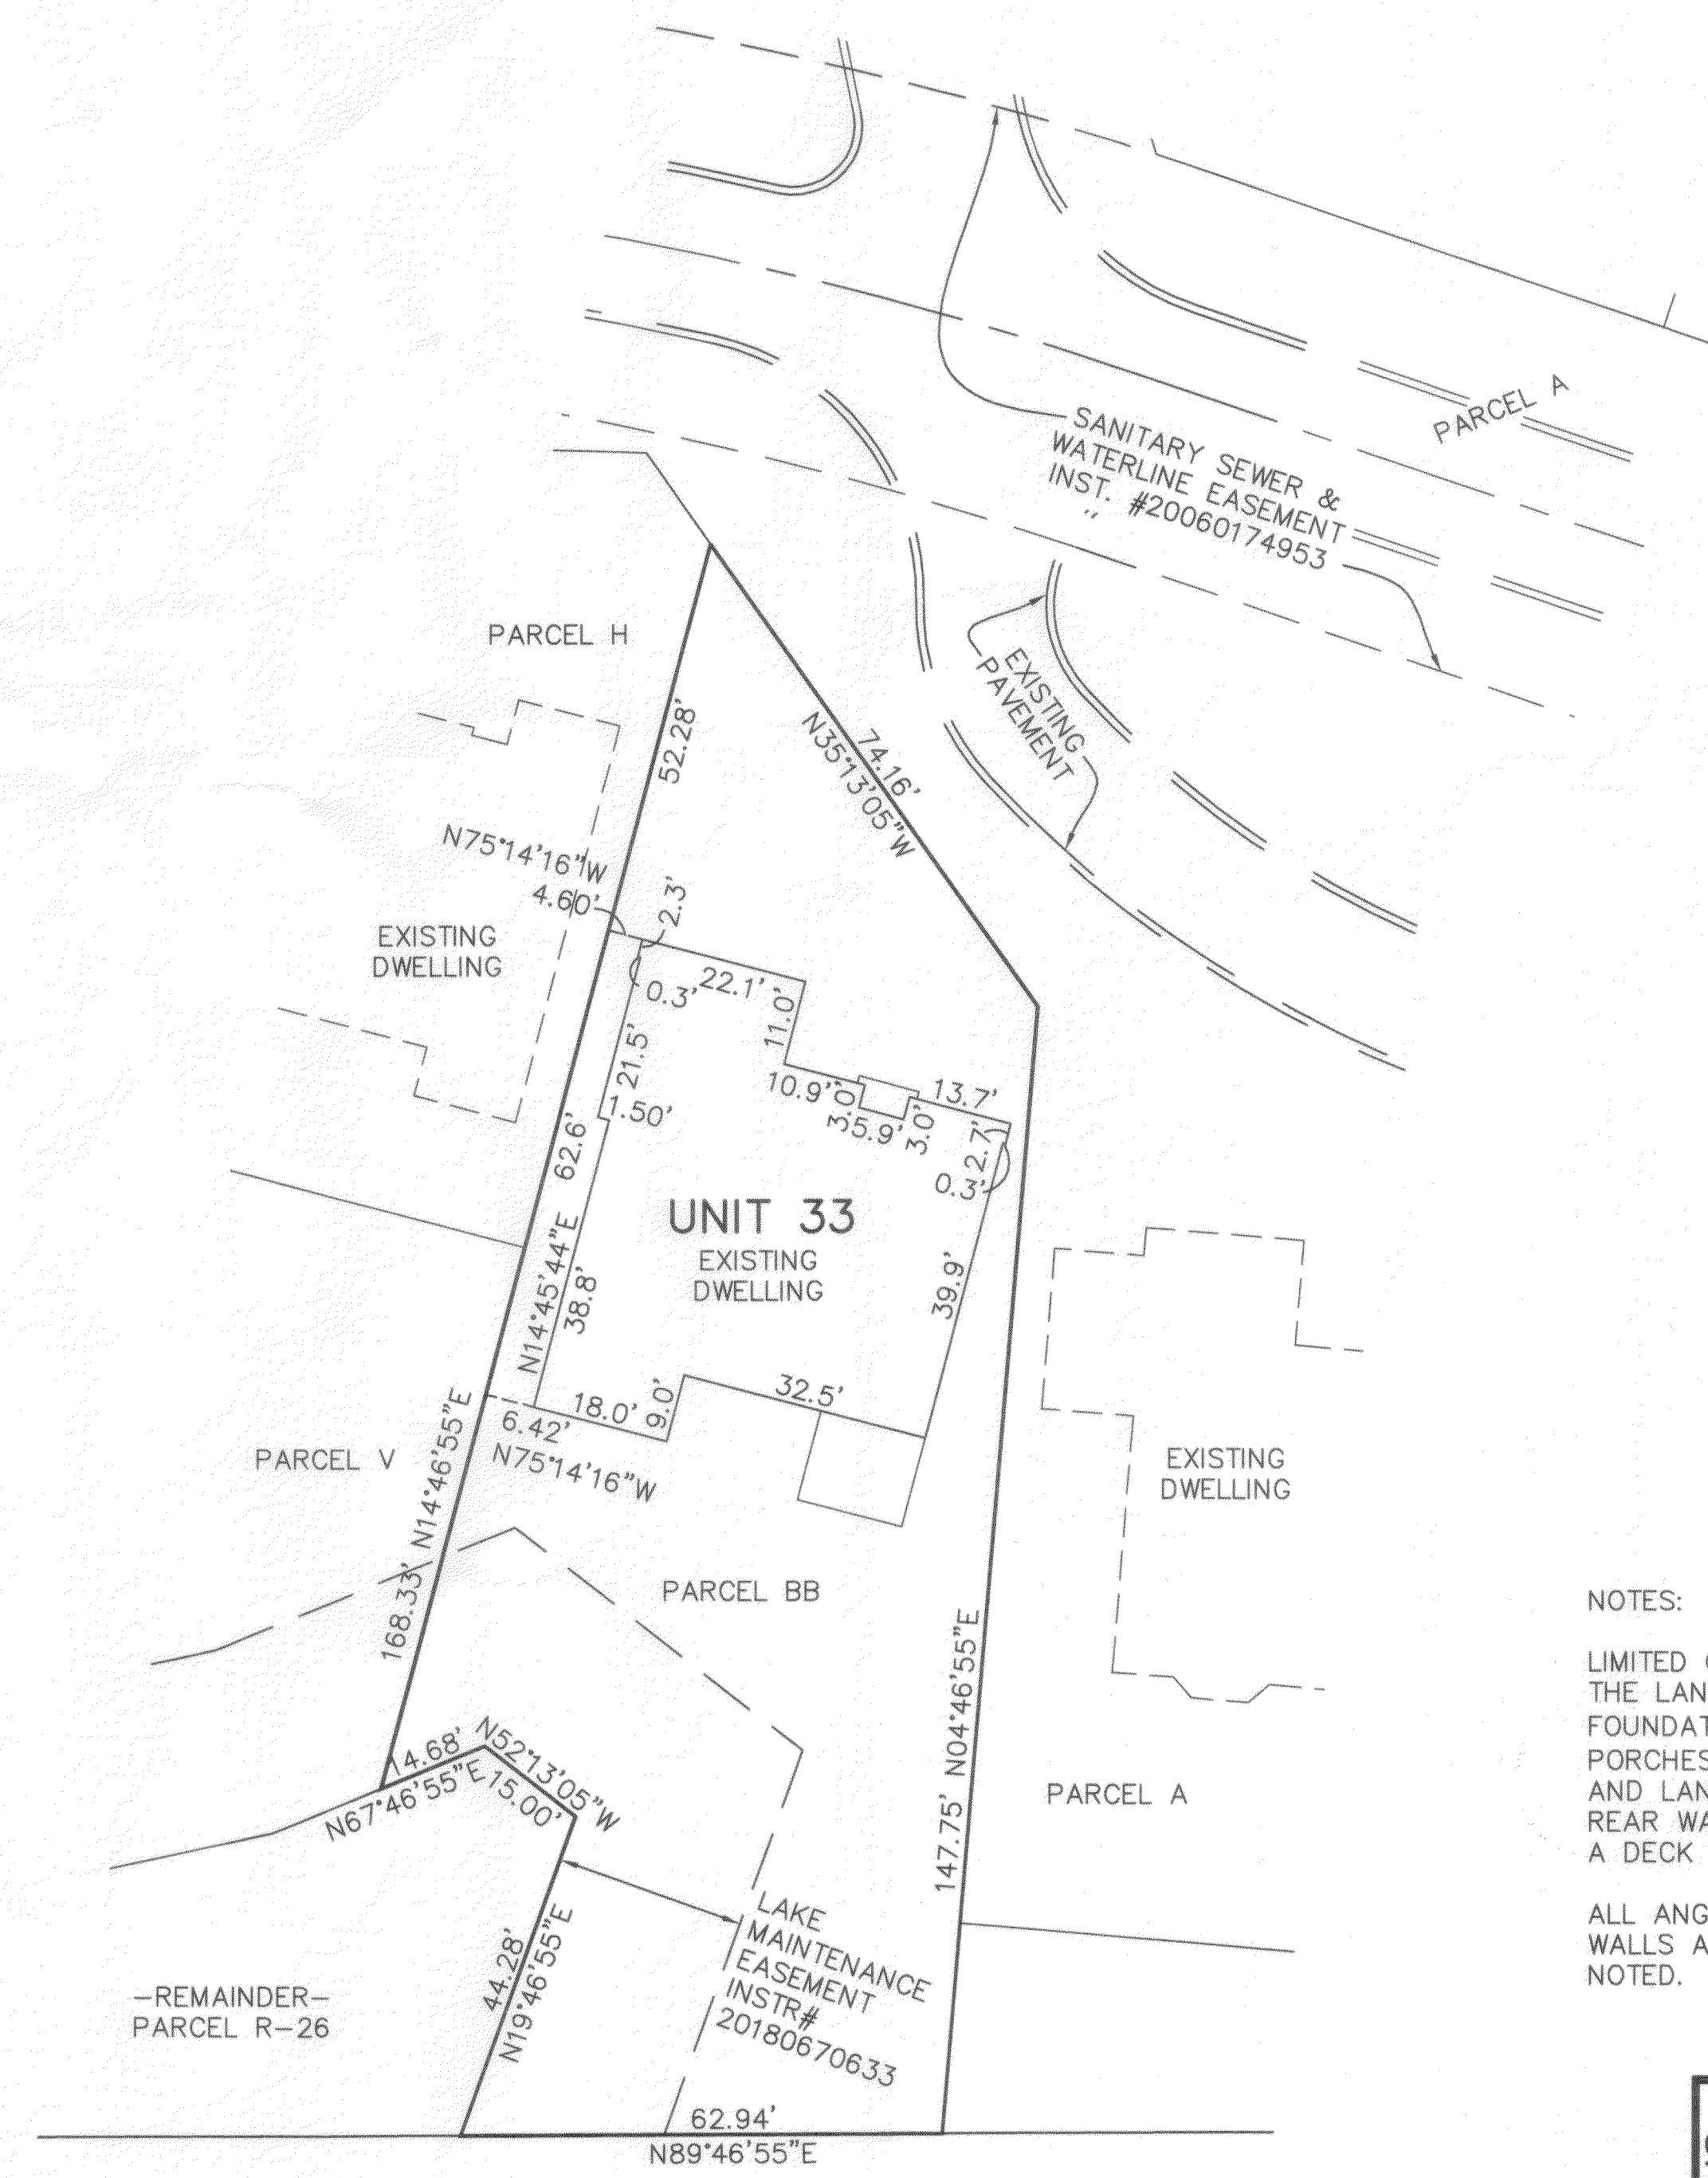 PARCEL A
SANITARY SEWER &
WATERLINE EASEMENT
INST. #20060174953
"
EXISTING
PAVEMENT
PARCEL H
52.28'
74.16'
N35°13'05"W
N75°14'16"W
4.60'
2.3'
EXISTING
DWELLING
0.3'
22.1'
11.0'
21.5'
1.50'
10.9'
3.0'
5.9'
3.0'
13.7'
2.7'
0.3'
62.6'
N14°45'44"E
38.8'
UNIT 33
EXISTING
DWELLING
39.9'
18.0'
9.0'
32.5'
6.42'
N75°14'16"W
PARCEL V
168.33' N14°46'55"E
EXISTING
DWELLING
PARCEL BB
147.75' N04°46'55"E
PARCEL A
14.68'
N67°46'55"E
N52°13'05"W
15.00'
44.28'
N19°46'55"E
LAKE
MAINTENANCE
EASEMENT
INSTR#
20180670633
-REMAINDER-
PARCEL R-26
62.94'
N89°46'55"E
NOTES:
LIMITED
THE LAN
FOUNDAT
PORCHES
AND LAN
REAR WA
A DECK
ALL ANG
WALLS A
NOTED.